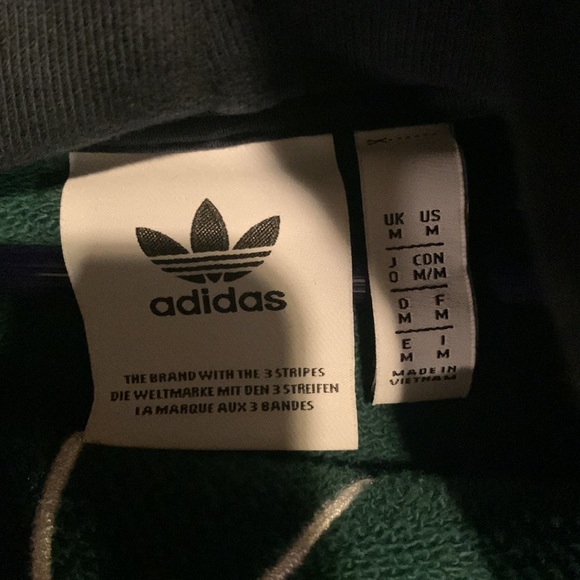 adidas
THE BRAND WITH THE 3 STRIPES
DIE WELTMARKE MIT DEN 3 STREIFEN
LA MARQUE AUX 3 BANDES
UK US
M M
J CDN
O M/M
D F
M M
E I
M M
MADE IN
VIETNAM